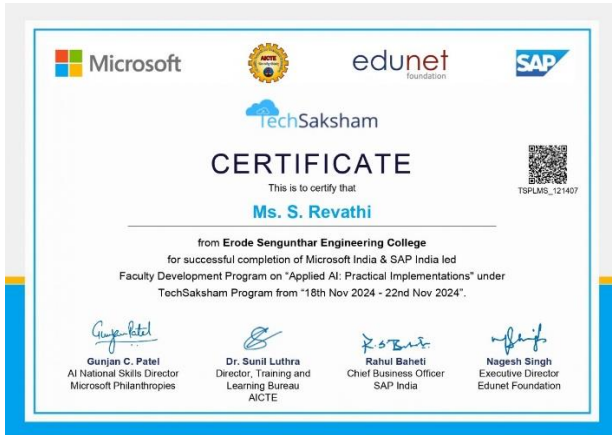 Microsoft
AICTE
edunet
foundation
SAP
TechSaksham
CERTIFICATE
This is to certify that
TSPLMS_121407
Ms. S. Revathi
from Erode Sengunthar Engineering College
for successful completion of Microsoft India & SAP India led
Faculty Development Program on "Applied AI: Practical Implementations" under
TechSaksham Program from "18th Nov 2024 - 22nd Nov 2024".
Gunjan Patel
Gunjan C. Patel
AI National Skills Director
Microsoft Philanthropies
Dr. Sunil Luthra
Director, Training and
Learning Bureau
AICTE
Rahul Baheti
Chief Business Officer
SAP India
Nagesh Singh
Executive Director
Edunet Foundation